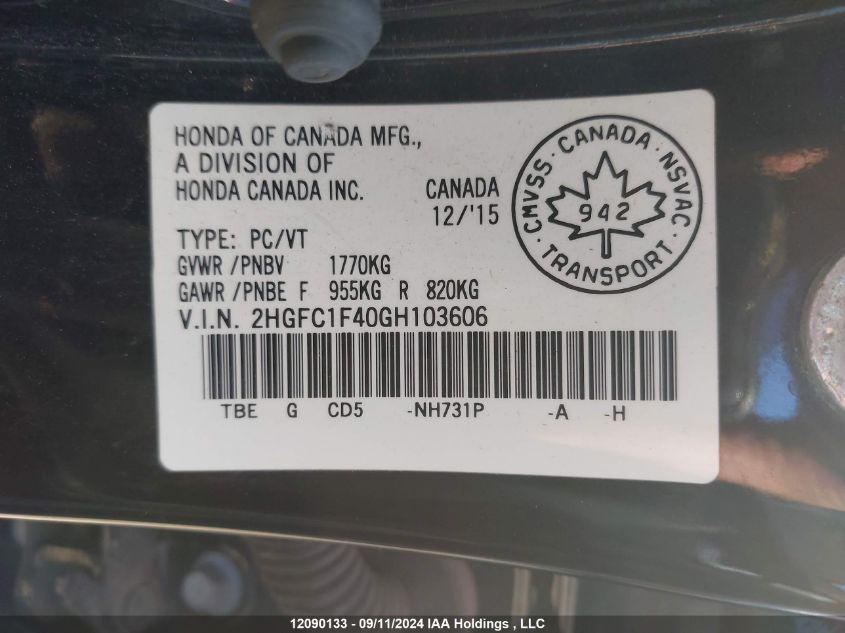 HONDA OF CANADA MFG.,
A DIVISION OF
HONDA CANADA INC.
CANADA
12/'15
CMVSS · CANADA · NSVAC · TRANSPORT ·
942
TYPE: PC/VT
GVWR /PNBV 1770KG
GAWR /PNBE F 955KG R 820KG
V.I.N. 2HGFC1F40GH103606
TBE G CD5 -NH731P -A -H
12090133 - 09/11/2024 IAA Holdings , LLC